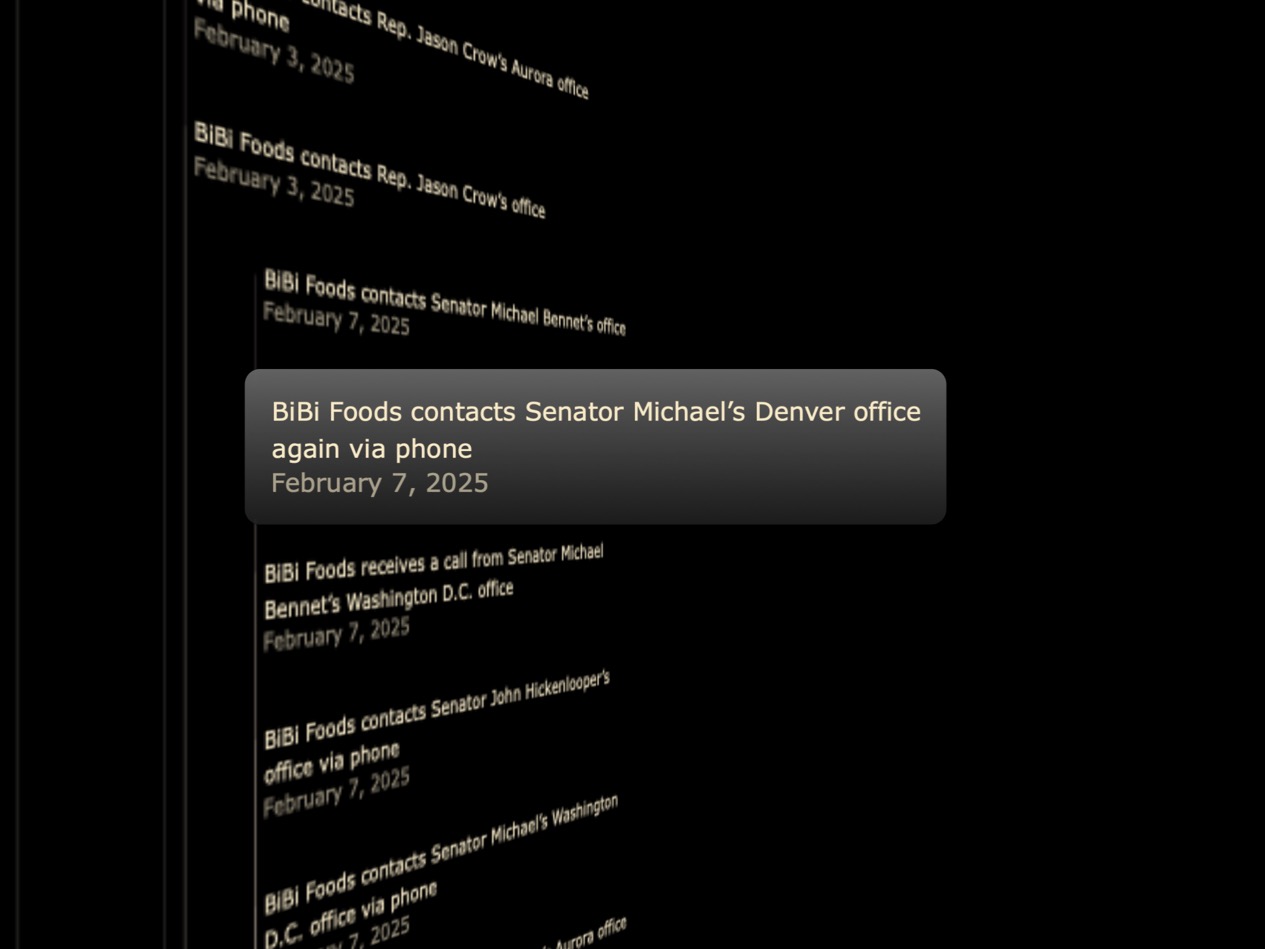 via phone
contacts Rep. Jason Crow’s Aurora office
February 3, 2025
BiBi Foods contacts Rep. Jason Crow’s office
February 3, 2025
BiBi Foods contacts Senator Michael Bennet’s office
February 7, 2025
BiBi Foods contacts Senator Michael’s Denver office
again via phone
February 7, 2025
BiBi Foods receives a call from Senator Michael
Bennet’s Washington D.C. office
February 7, 2025
BiBi Foods contacts Senator John Hickenlooper’s
office via phone
February 7, 2025
BiBi Foods contacts Senator Michael’s Washington
D.C. office via phone
7, 2025
Aurora office